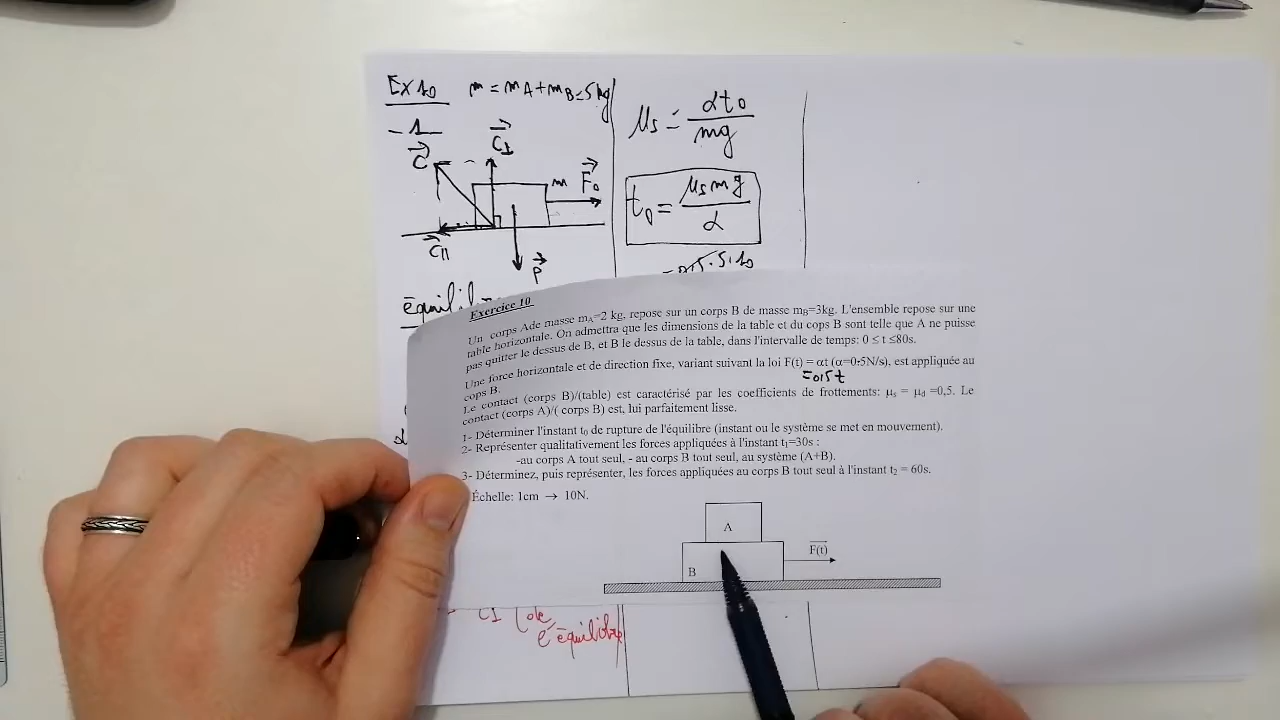 Ex 10 m = mA + mB = 5 kg
- 1
C⃗ C⃗⊥ m F⃗0
C⃗|| P⃗
μs = αt0 / mg
t0 = μs m g / α
Exercice 10
Un corps Ade masse mA=2 kg, repose sur un corps B de masse mB=3kg. L'ensemble repose sur une
table horizontale. On admettra que les dimensions de la table et du cops B sont telle que A ne puisse
pas quitter le dessus de B, et B le dessus de la table, dans l'intervalle de temps: 0 ≤ t ≤80s.
Une force horizontale et de direction fixe, variant suivant la loi F(t) = αt (α=0.5N/s), est appliquée au
cops B.
=0,5t
Le contact (corps B)/(table) est caractérisé par les coefficients de frottements: μs = μd =0,5. Le
contact (corps A)/( corps B) est, lui parfaitement lisse.
1- Déterminer l'instant t0 de rupture de l'équilibre (instant ou le système se met en mouvement).
2- Représenter qualitativement les forces appliquées à l'instant t1=30s :
-au corps A tout seul, - au corps B tout seul, au système (A+B).
3- Déterminez, puis représenter, les forces appliquées au corps B tout seul à l'instant t2 = 60s.
Échelle: 1cm → 10N.
A
B F(t)
C⊥ (de
l'équilibre